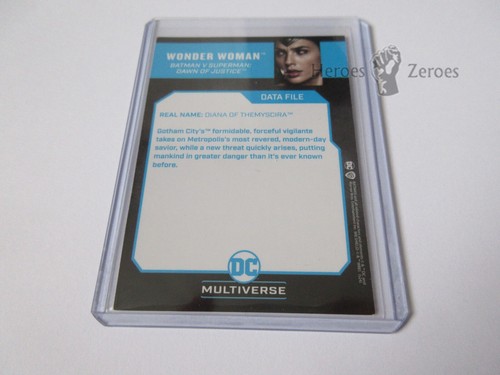 WONDER WOMAN™
BATMAN V SUPERMAN:
DAWN OF JUSTICE™
Heroes Zeroes
DATA FILE
REAL NAME: DIANA OF THEMYSCIRA™
Gotham City's™ formidable, forceful vigilante
takes on Metropolis's most revered, modern-day
savior, while a new threat quickly arises, putting
mankind in greater danger than it's ever known
before.
DC
DC
MULTIVERSE